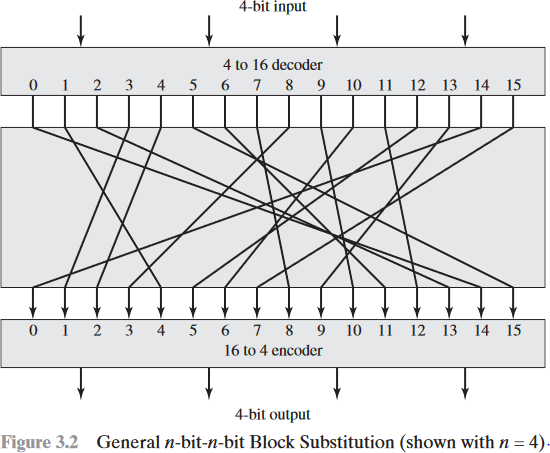 4-bit input
4 to 16 decoder
0 1 2 3 4 5 6 7 8 9 10 11 12 13 14 15
0 1 2 3 4 5 6 7 8 9 10 11 12 13 14 15
16 to 4 encoder
4-bit output
Figure 3.2 General n-bit-n-bit Block Substitution (shown with n = 4).